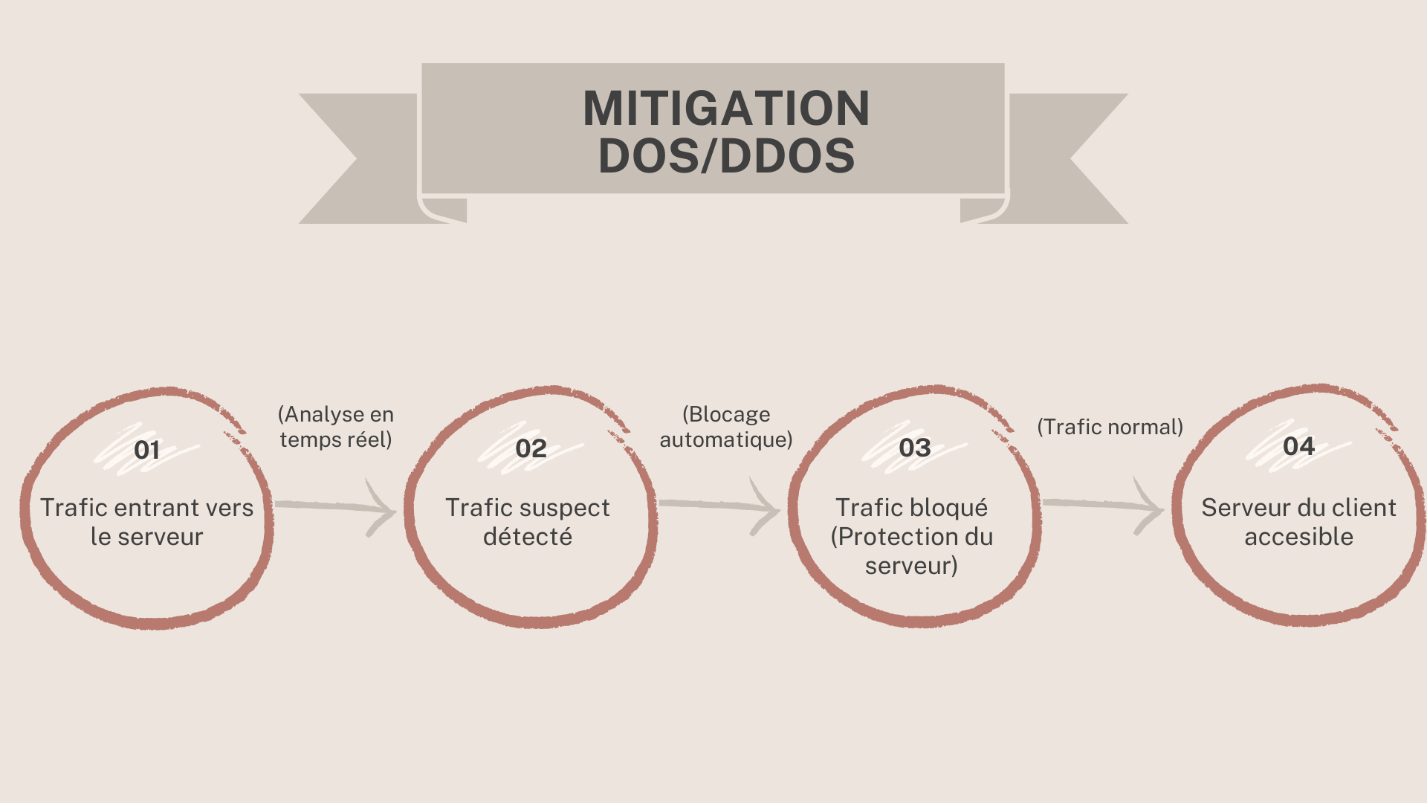 MITIGATION
DOS/DDOS
01
Trafic entrant vers
le serveur
(Analyse en
temps réel)
02
Trafic suspect
détecté
(Blocage
automatique)
03
Trafic bloqué
(Protection du
serveur)
(Trafic normal)
04
Serveur du client
accesible